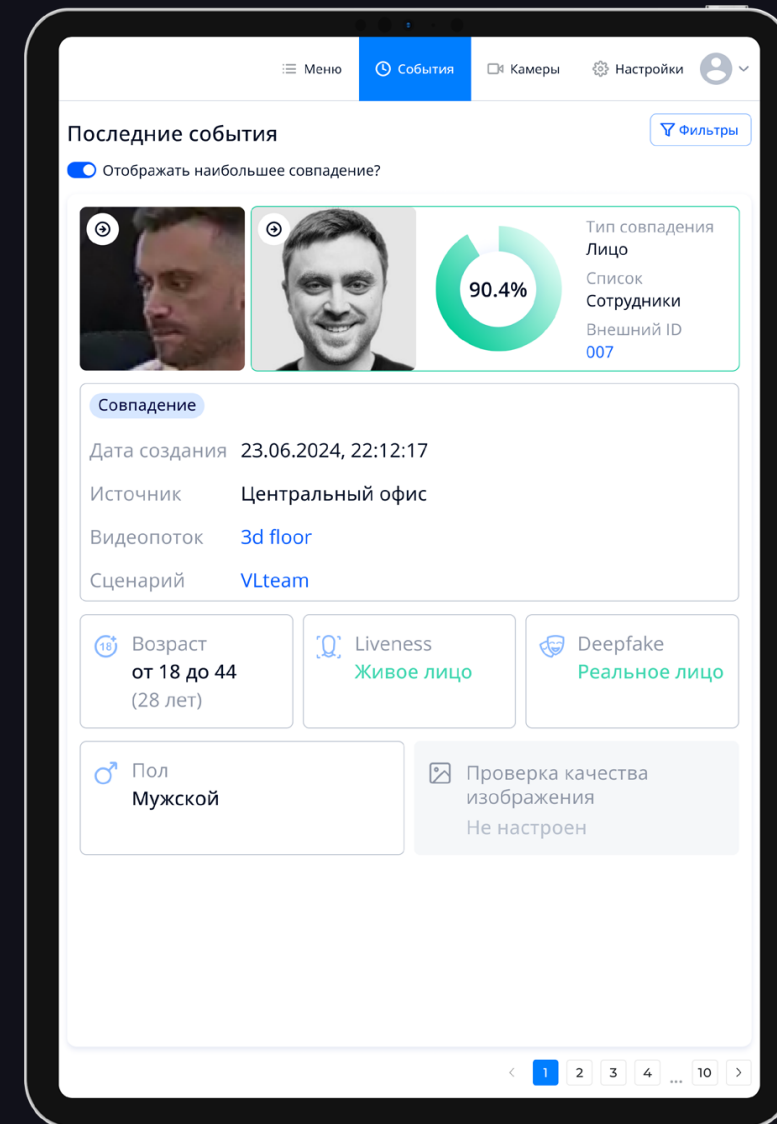 Меню
События
Камеры
Настройки
Последние события
Фильтры
Отображать наибольшее совпадение?
90.4%
Тип совпадения
Лицо
Список
Сотрудники
Внешний ID
007
Совпадение
Дата создания 23.06.2024, 22:12:17
Источник Центральный офис
Видеопоток 3d floor
Сценарий VLteam
18
Возраст
от 18 до 44
(28 лет)
Liveness
Живое лицо
Deepfake
Реальное лицо
Пол
Мужской
Проверка качества
изображения
Не настроен
1 2 3 4 ... 10